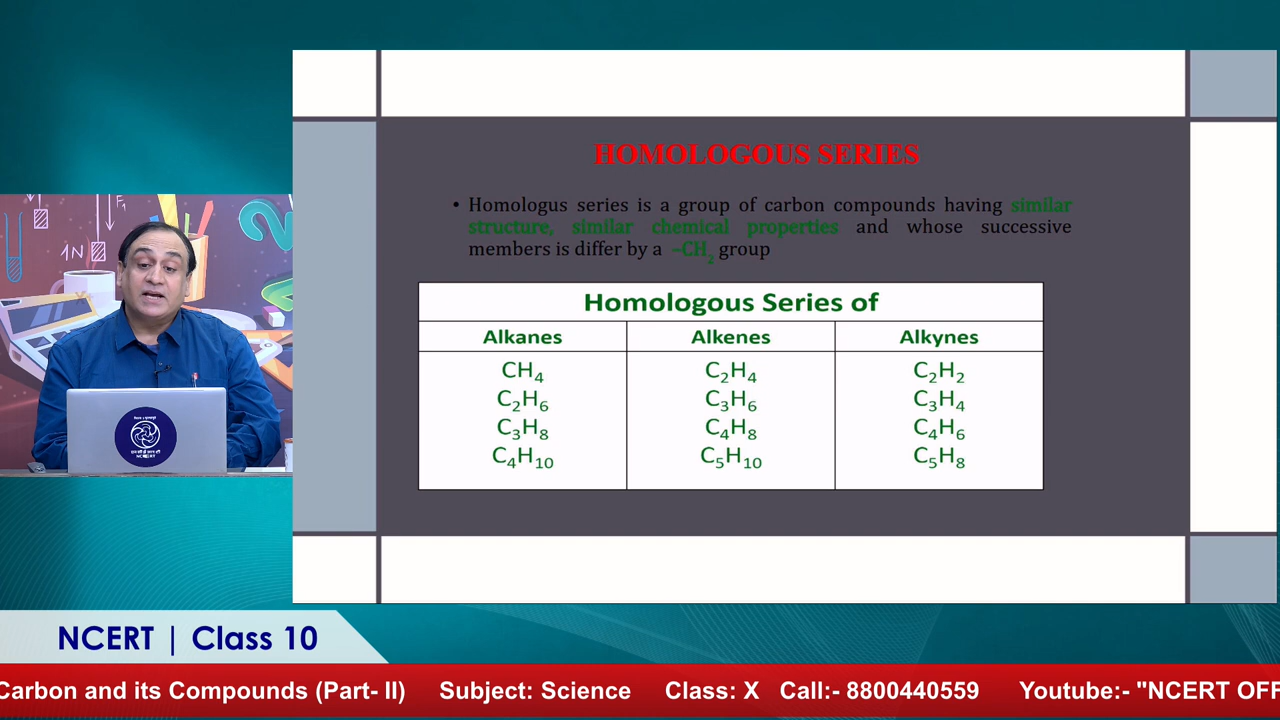 HOMOLOGOUS SERIES
• Homologus series is a group of carbon compounds having similar
structure, similar chemical properties and whose successive
members is differ by a –CH₂ group
Homologous Series of
Alkanes Alkenes Alkynes
CH₄ C₂H₄ C₂H₂
C₂H₆ C₃H₆ C₃H₄
C₃H₈ C₄H₈ C₄H₆
C₄H₁₀ C₅H₁₀ C₅H₈
F₁
1N
NCERT
NCERT | Class 10
Carbon and its Compounds (Part- II) Subject: Science Class: X Call:- 8800440559 Youtube:- "NCERT OFF